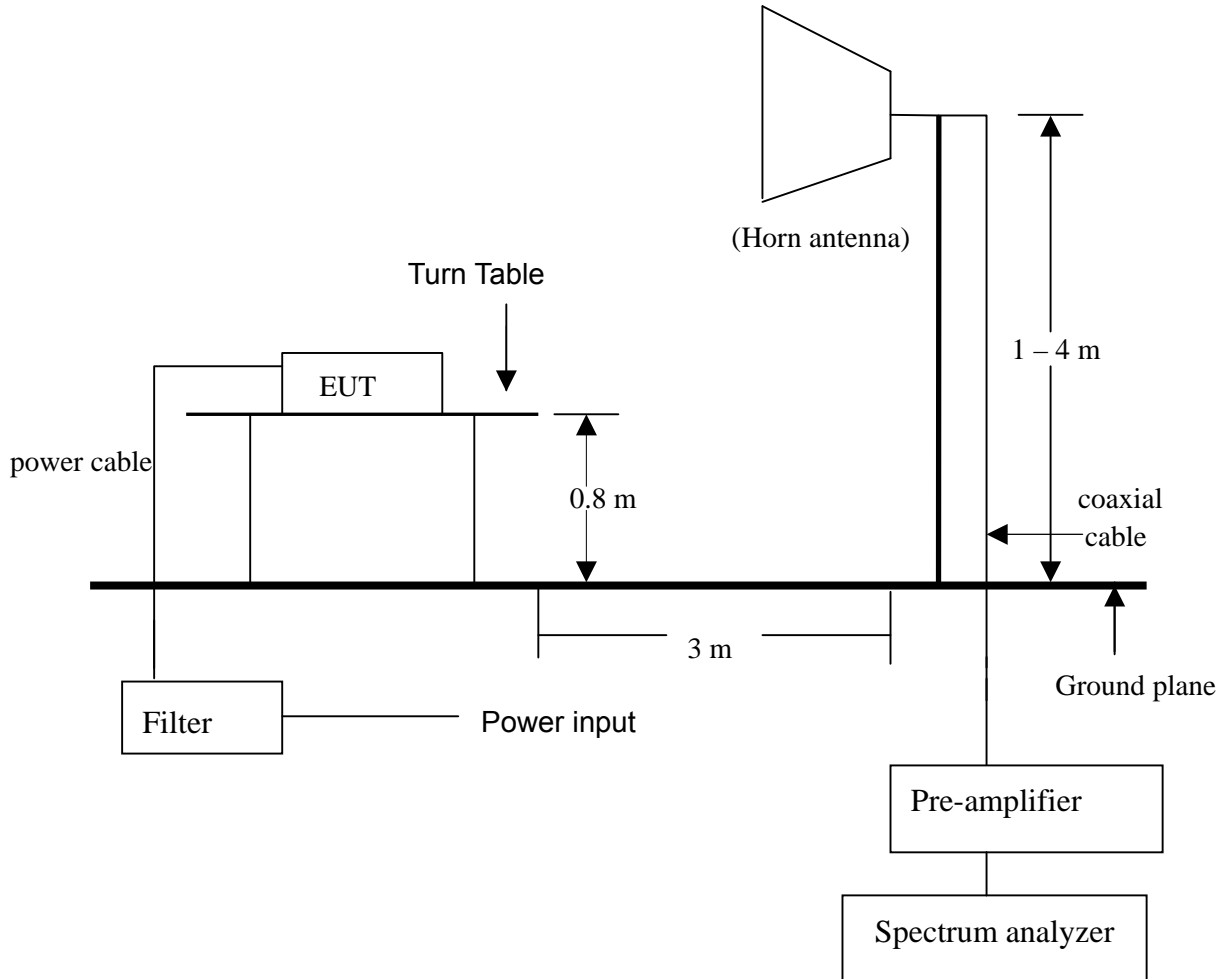 (Horn antenna)
Turn Table
1 – 4 m
EUT
power cable
0.8 m
coaxial
cable
3 m
Ground plane
Filter
Power input
Pre-amplifier
Spectrum analyzer